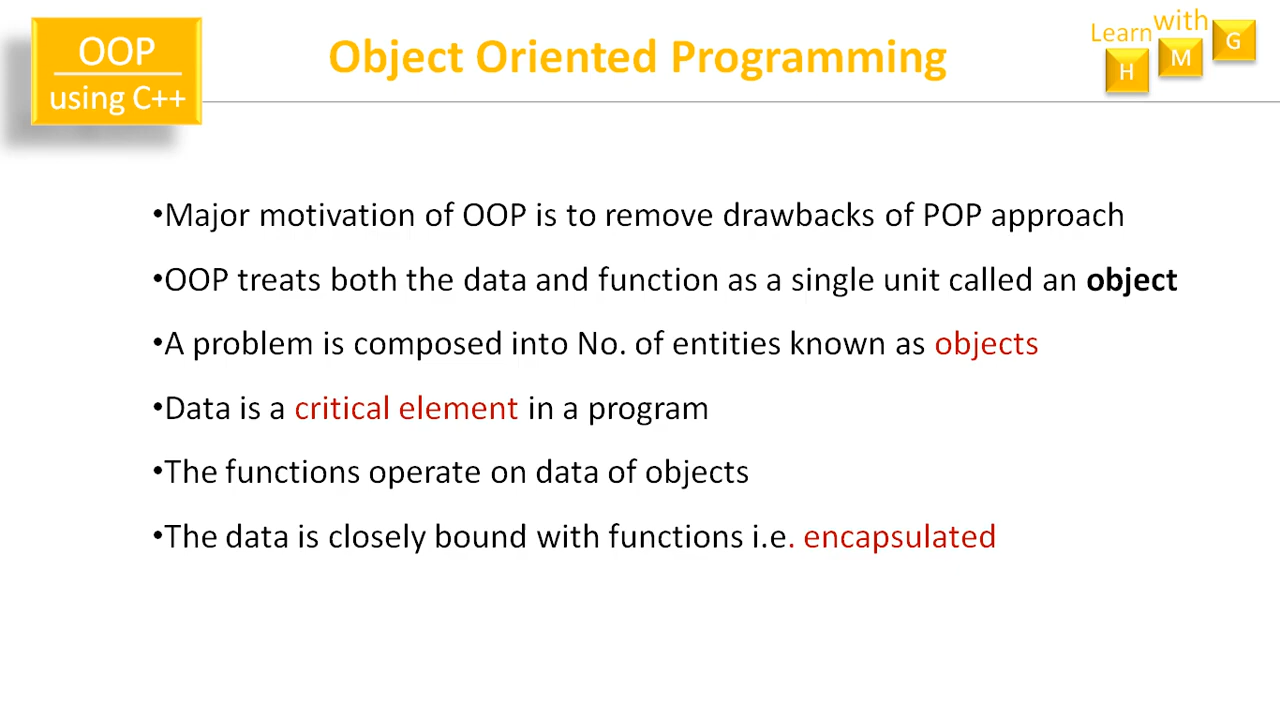 OOP
using C++
Object Oriented Programming
Learn with
H M G
•Major motivation of OOP is to remove drawbacks of POP approach
•OOP treats both the data and function as a single unit called an object
•A problem is composed into No. of entities known as objects
•Data is a critical element in a program
•The functions operate on data of objects
•The data is closely bound with functions i.e. encapsulated